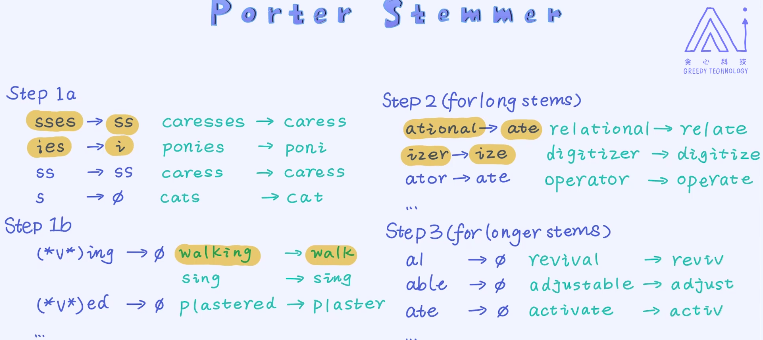 Porter Stemmer
贪心科技
GREEDY TECHNOLOGY
Step 1a
sses → ss caresses → caress
ies → i ponies → poni
ss → ss caress → caress
s → ø cats → cat
Step 1b
(*v*)ing → ø walking → walk
sing → sing
(*v*)ed → ø plastered → plaster
...
Step 2 (for long stems)
ational → ate relational → relate
izer → ize digitizer → digitize
ator → ate operator → operate
...
Step 3 (for longer stems)
al → ø revival → reviv
able → ø adjustable → adjust
ate → ø activate → activ
...